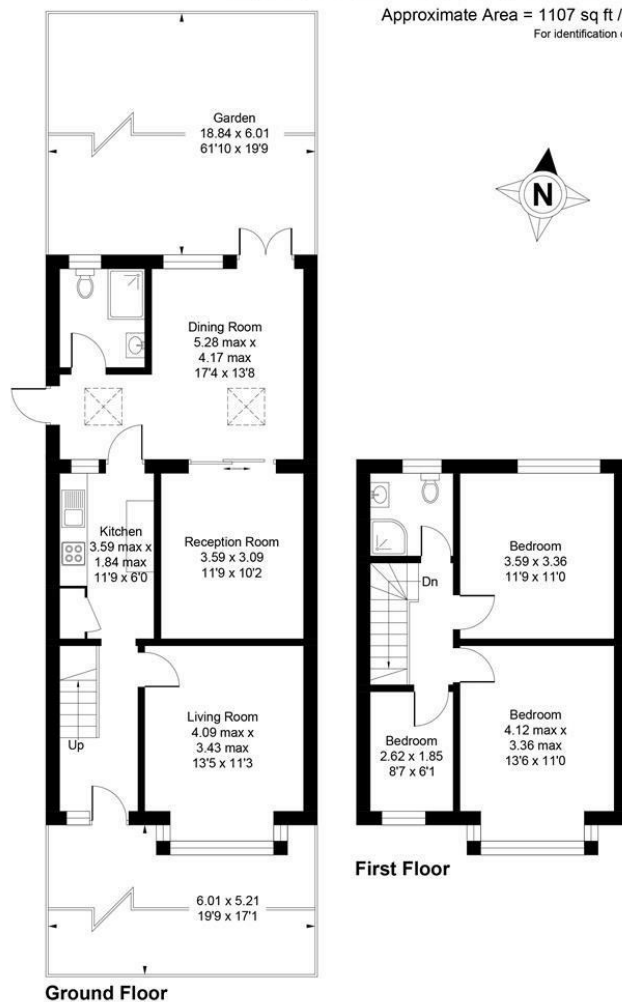 Approximate Area = 1107 sq ft /
For identification o
Garden
18.84 x 6.01
61'10 x 19'9
N
Dining Room
5.28 max x
4.17 max
17'4 x 13'8
Kitchen
3.59 max x
1.84 max
11'9 x 6'0
Reception Room
3.59 x 3.09
11'9 x 10'2
Living Room
4.09 max x
3.43 max
13'5 x 11'3
Up
6.01 x 5.21
19'9 x 17'1
Ground Floor
Dn
Bedroom
3.59 x 3.36
11'9 x 11'0
Bedroom
4.12 max x
3.36 max
13'6 x 11'0
Bedroom
2.62 x 1.85
8'7 x 6'1
First Floor